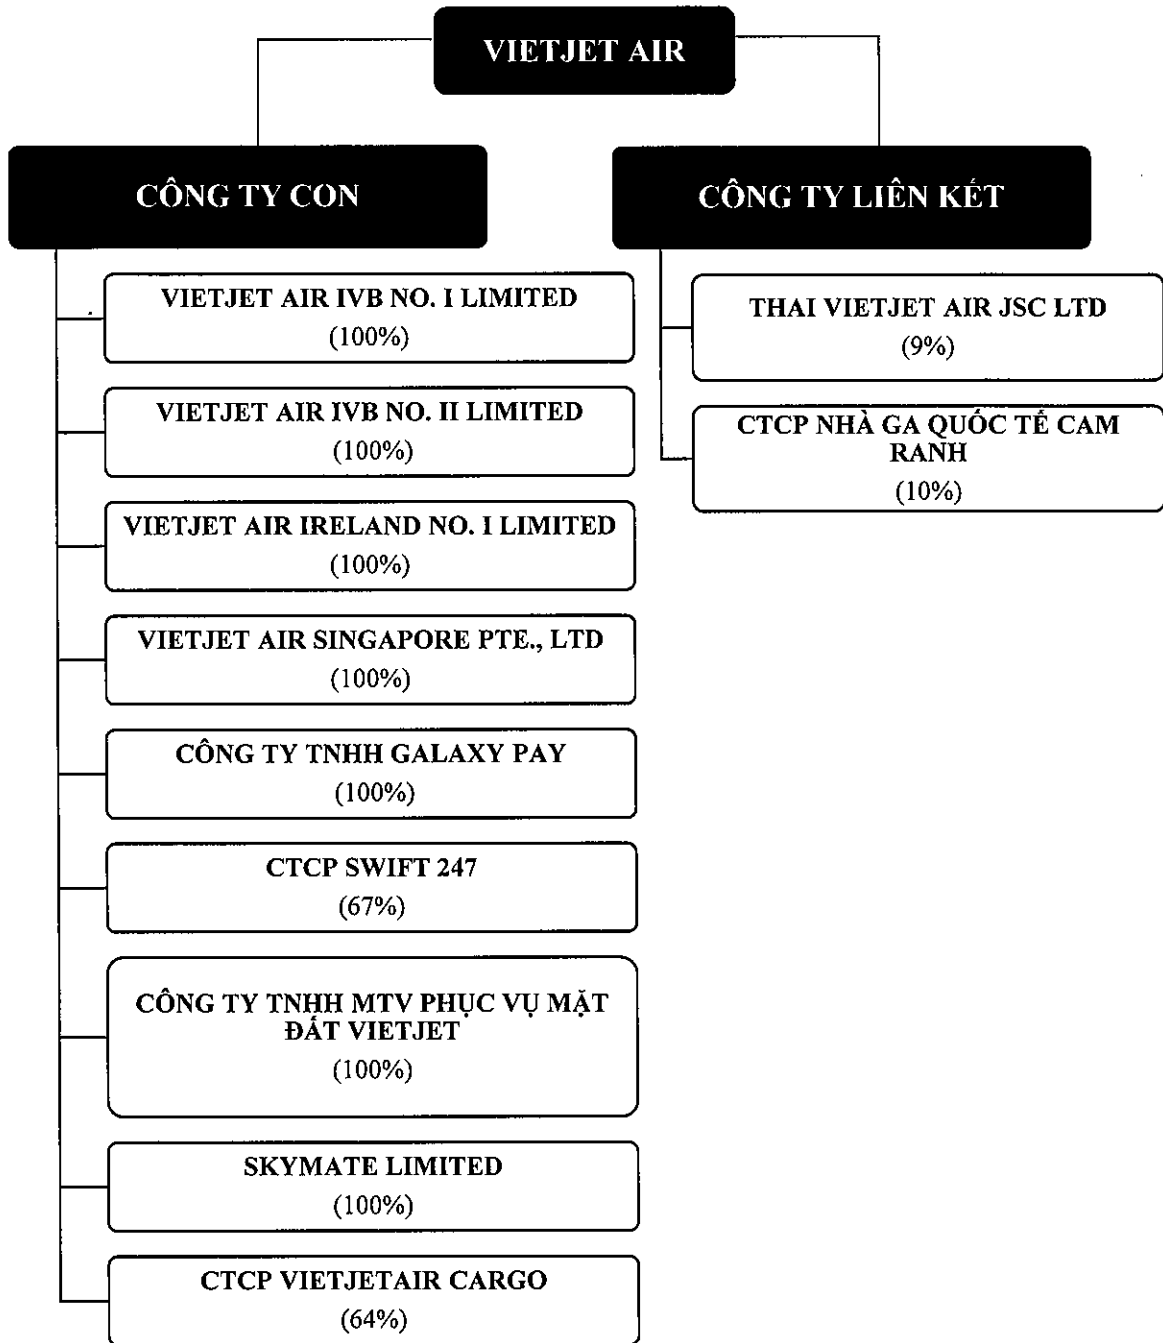 VIETJET AIR
CÔNG TY CON
VIETJET AIR IVB NO. I LIMITED
(100%)
VIETJET AIR IVB NO. II LIMITED
(100%)
VIETJET AIR IRELAND NO. I LIMITED
(100%)
VIETJET AIR SINGAPORE PTE., LTD
(100%)
CÔNG TY TNHH GALAXY PAY
(100%)
CTCP SWIFT 247
(67%)
CÔNG TY TNHH MTV PHỤC VỤ MẶT
ĐẤT VIETJET
(100%)
SKYMATE LIMITED
(100%)
CTCP VIETJETAIR CARGO
(64%)
CÔNG TY LIÊN KẾT
THAI VIETJET AIR JSC LTD
(9%)
CTCP NHÀ GA QUỐC TẾ CAM
RANH
(10%)